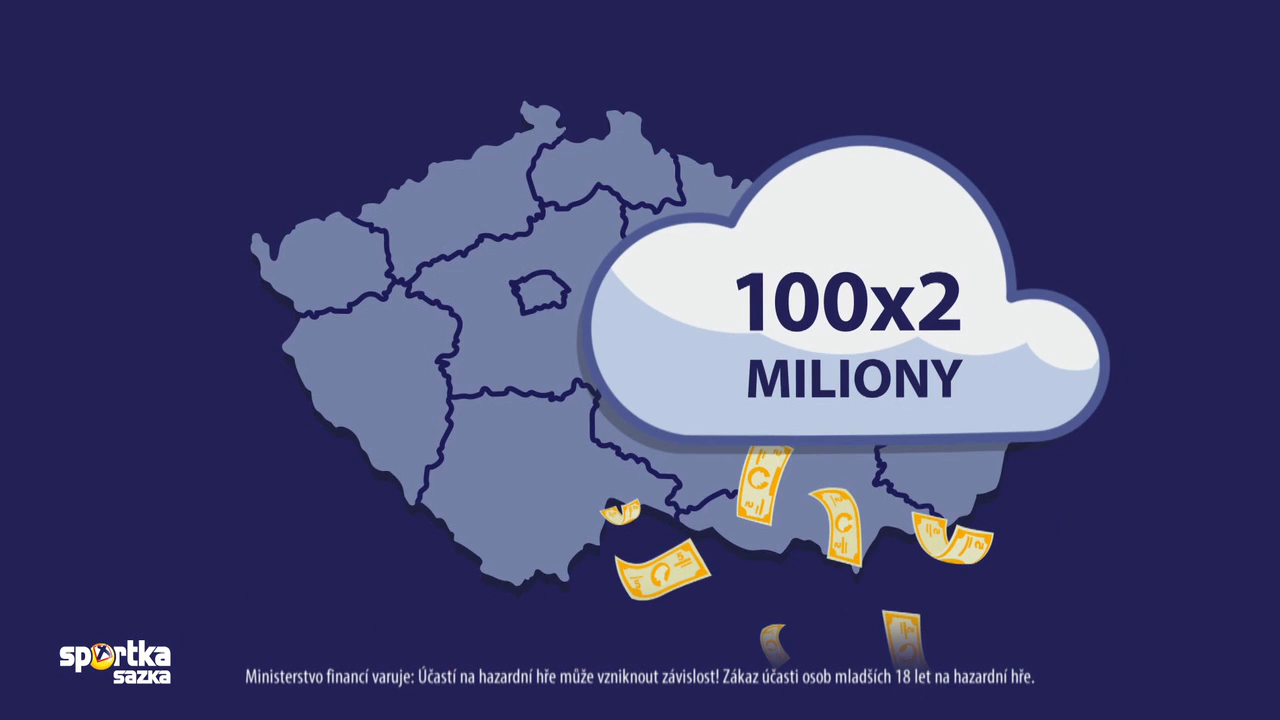 100x2
MILIONY
sportka
sazka
Ministerstvo financí varuje: Účastí na hazardní hře může vzniknout závislost! Zákaz účasti osob mladších 18 let na hazardní hře.